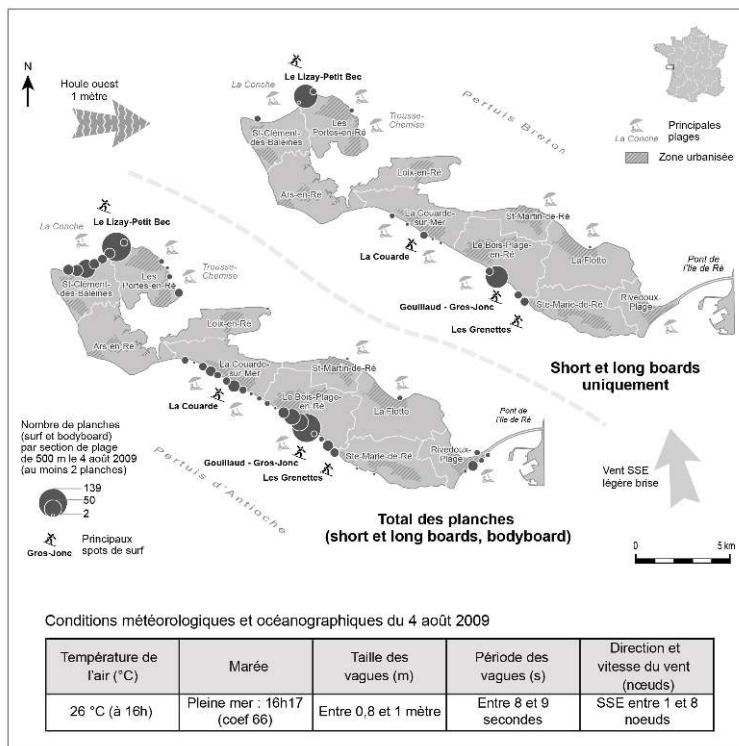 N
Houle ouest
1 mètre
La Conche
Le Lizay-Petit Bec
Les
Portes-en-Ré
Trousse-
Chemise
St-Clément
des-Baleines
Ars-en-Ré
Loix-en-Ré
La Couarde-
sur-Mer
La Couarde
Le Bois-Plage-
en-Ré
St-Martin-de-Ré
La Flotte
Gouillaud - Gros-Jonc
Les Grenettes
Ste-Marie-de-Ré
Rivedoux-
Plage
Pont de
l'Ile de Ré
Pertuis Breton
La Conche
Principales
plages
Zone urbanisée
Short et long boards
uniquement
La Conche
Le Lizay-Petit Bec
Les
Portes-en-Ré
Trousse-
Chemise
St-Clément
des-Baleines
Ars-en-Ré
Loix-en-Ré
La Couarde-
sur-Mer
La Couarde
Le Bois-Plage-
en-Ré
St-Martin-de-Ré
La Flotte
Gouillaud - Gros-Jonc
Les Grenettes
Ste-Marie-de-Ré
Rivedoux-
Plage
Pont de
l'Ile de Ré
Pertuis d'Antioche
Total des planches
(short et long boards, bodyboard)
Nombre de planches
(surf et bodyboard)
par section de plage
de 500 m le 4 août 2009
(au moins 2 planches)
139
50
2
Gros-Jonc
Principaux
spots de surf
Vent SSE
légère brise
0 5 km
Conditions météorologiques et océanographiques du 4 août 2009
Température de l'air (°C)
Marée
Taille des vagues (m)
Période des vagues (s)
Direction et vitesse du vent (nœuds)
26 °C (à 16h)
Pleine mer : 16h17 (coef 66)
Entre 0,8 et 1 mètre
Entre 8 et 9 secondes
SSE entre 1 et 8 noeuds